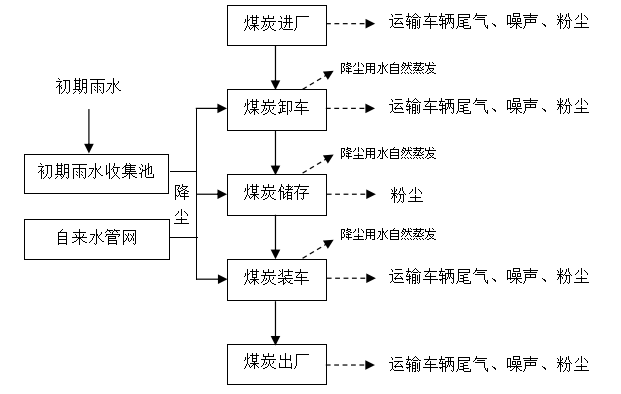 煤炭进厂
运输车辆尾气、噪声、粉尘
降尘用水自然蒸发
初期雨水
煤炭卸车
运输车辆尾气、噪声、粉尘
降尘用水自然蒸发
初期雨水收集池
降
尘
煤炭储存
粉尘
自来水管网
降尘用水自然蒸发
煤炭装车
运输车辆尾气、噪声、粉尘
煤炭出厂
运输车辆尾气、噪声、粉尘